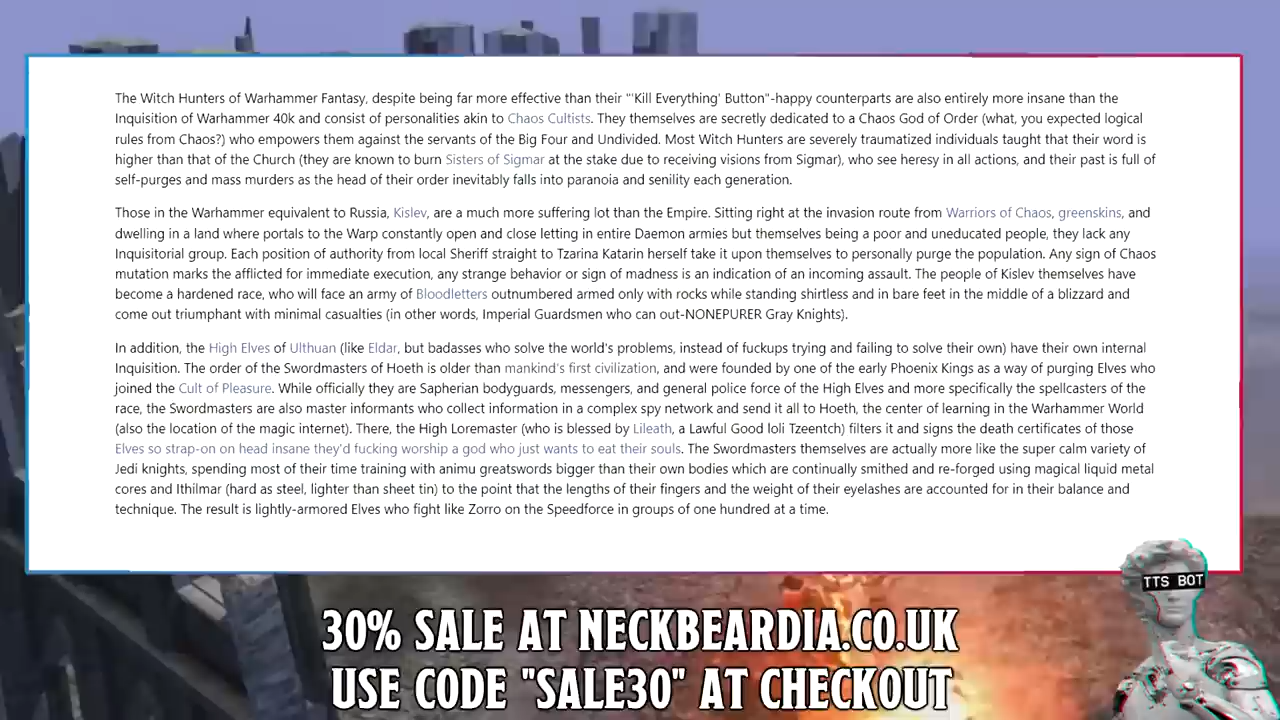 The Witch Hunters of Warhammer Fantasy, despite being far more effective than their "'Kill Everything' Button"-happy counterparts are also entirely more insane than the
Inquisition of Warhammer 40k and consist of personalities akin to Chaos Cultists. They themselves are secretly dedicated to a Chaos God of Order (what, you expected logical
rules from Chaos?) who empowers them against the servants of the Big Four and Undivided. Most Witch Hunters are severely traumatized individuals taught that their word is
higher than that of the Church (they are known to burn Sisters of Sigmar at the stake due to receiving visions from Sigmar), who see heresy in all actions, and their past is full of
self-purges and mass murders as the head of their order inevitably falls into paranoia and senility each generation.
Those in the Warhammer equivalent to Russia, Kislev, are a much more suffering lot than the Empire. Sitting right at the invasion route from Warriors of Chaos, greenskins, and
dwelling in a land where portals to the Warp constantly open and close letting in entire Daemon armies but themselves being a poor and uneducated people, they lack any
Inquisitorial group. Each position of authority from local Sheriff straight to Tzarina Katarin herself take it upon themselves to personally purge the population. Any sign of Chaos
mutation marks the afflicted for immediate execution, any strange behavior or sign of madness is an indication of an incoming assault. The people of Kislev themselves have
become a hardened race, who will face an army of Bloodletters outnumbered armed only with rocks while standing shirtless and in bare feet in the middle of a blizzard and
come out triumphant with minimal casualties (in other words, Imperial Guardsmen who can out-NONEPURER Gray Knights).
In addition, the High Elves of Ulthuan (like Eldar, but badasses who solve the world's problems, instead of fuckups trying and failing to solve their own) have their own internal
Inquisition. The order of the Swordmasters of Hoeth is older than mankind's first civilization, and were founded by one of the early Phoenix Kings as a way of purging Elves who
joined the Cult of Pleasure. While officially they are Sapherian bodyguards, messengers, and general police force of the High Elves and more specifically the spellcasters of the
race, the Swordmasters are also master informants who collect information in a complex spy network and send it all to Hoeth, the center of learning in the Warhammer World
(also the location of the magic internet). There, the High Loremaster (who is blessed by Lileath, a Lawful Good loli Tzeentch) filters it and signs the death certificates of those
Elves so strap-on on head insane they'd fucking worship a god who just wants to eat their souls. The Swordmasters themselves are actually more like the super calm variety of
Jedi knights, spending most of their time training with animu greatswords bigger than their own bodies which are continually smithed and re-forged using magical liquid metal
cores and Ithilmar (hard as steel, lighter than sheet tin) to the point that the lengths of their fingers and the weight of their eyelashes are accounted for in their balance and
technique. The result is lightly-armored Elves who fight like Zorro on the Speedforce in groups of one hundred at a time.
TTS BOT
30% SALE AT NECKBEARDIA.CO.UK
USE CODE "SALE30" AT CHECKOUT